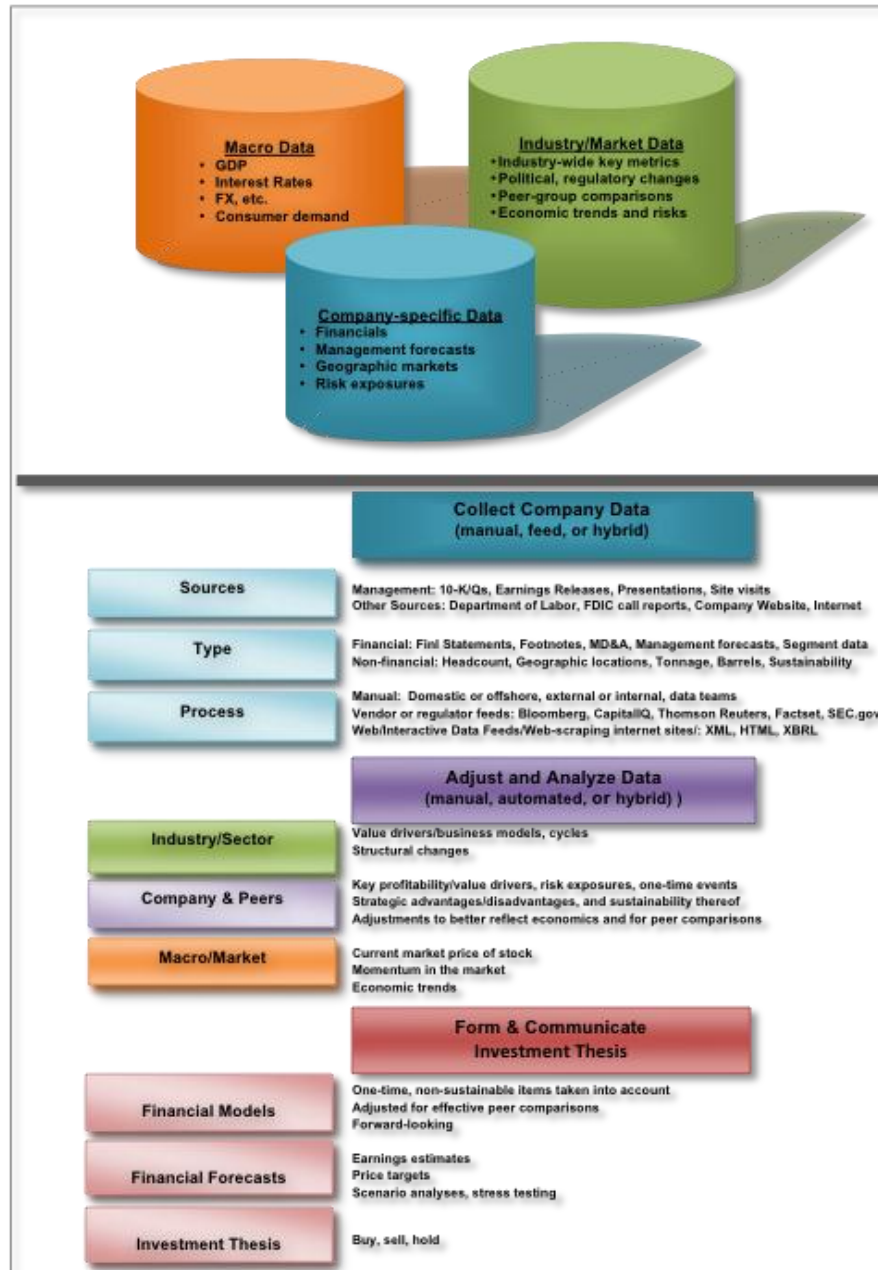 Macro Data
• GDP
• Interest Rates
• FX, etc.
• Consumer demand
Industry/Market Data
•Industry-wide key metrics
•Political, regulatory changes
•Peer-group comparisons
•Economic trends and risks
Company-specific Data
• Financials
• Management forecasts
• Geographic markets
• Risk exposures
Collect Company Data
(manual, feed, or hybrid)
Sources
Management: 10-K/Qs, Earnings Releases, Presentations, Site visits
Other Sources: Department of Labor, FDIC call reports, Company Website, Internet
Type
Financial: Finl Statements, Footnotes, MD&A, Management forecasts, Segment data
Non-financial: Headcount, Geographic locations, Tonnage, Barrels, Sustainability
Process
Manual: Domestic or offshore, external or internal, data teams
Vendor or regulator feeds: Bloomberg, CapitalIQ, Thomson Reuters, Factset, SEC.gov
Web/Interactive Data Feeds/Web-scraping internet sites/: XML, HTML, XBRL
Adjust and Analyze Data
(manual, automated, or hybrid) )
Industry/Sector
Value drivers/business models, cycles
Structural changes
Company & Peers
Key profitability/value drivers, risk exposures, one-time events
Strategic advantages/disadvantages, and sustainability thereof
Adjustments to better reflect economics and for peer comparisons
Macro/Market
Current market price of stock
Momentum in the market
Economic trends
Form & Communicate
Investment Thesis
Financial Models
One-time, non-sustainable items taken into account
Adjusted for effective peer comparisons
Forward-looking
Financial Forecasts
Earnings estimates
Price targets
Scenario analyses, stress testing
Investment Thesis
Buy, sell, hold